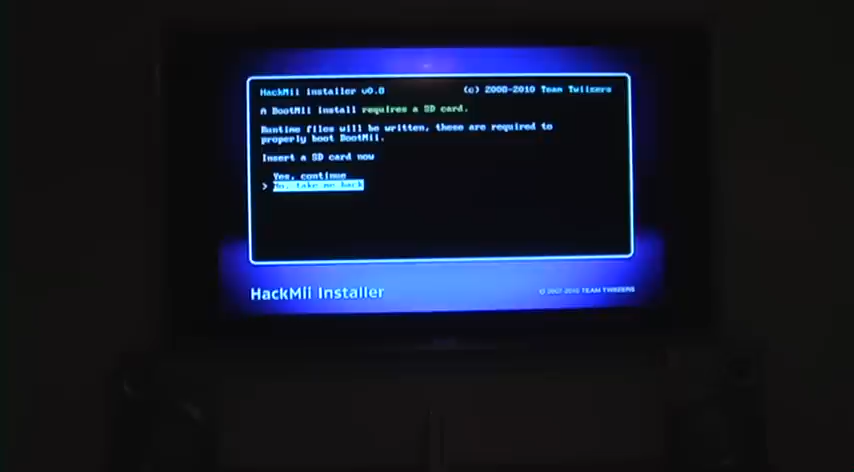 HackMii Installer v0.8 (c) 2008-2010 Team Twiizers
A BootMii install requires a SD card.
Runtime files will be written, these are required to
properly boot BootMii.
Insert a SD card now
Yes, continue
> No, take me back
HackMii Installer © 2007-2010 TEAM TWIIZERS